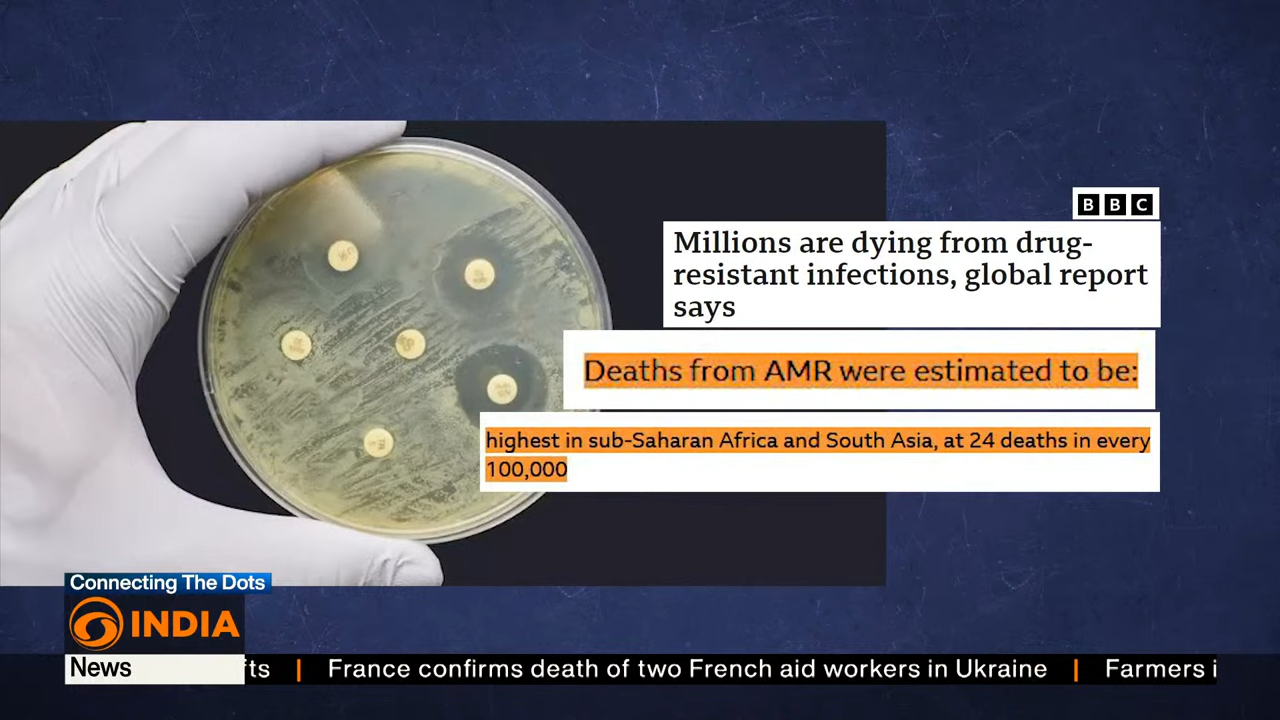 BBC
Millions are dying from drug-
resistant infections, global report
says
Deaths from AMR were estimated to be:
highest in sub-Saharan Africa and South Asia, at 24 deaths in every
100,000
Connecting The Dots
INDIA
News
fts | France confirms death of two French aid workers in Ukraine | Farmers i